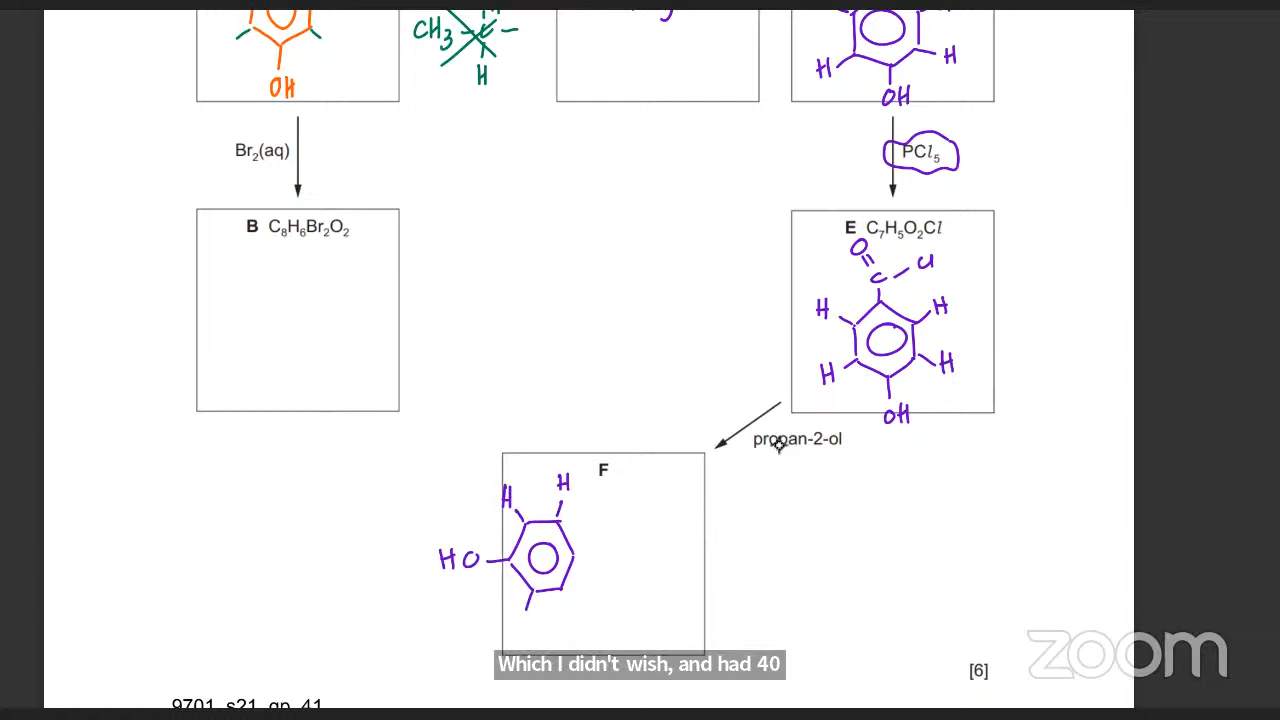 CH3 C
H
OH
H H
OH
Br2(aq)
PCl5
B C8H6Br2O2
E C7H5O2Cl
O
C Cl
H H
H H
OH
propan-2-ol
F
H H
HO
Which I didn't wish, and had 40
zoom
[6]
9701_s21_qp_41